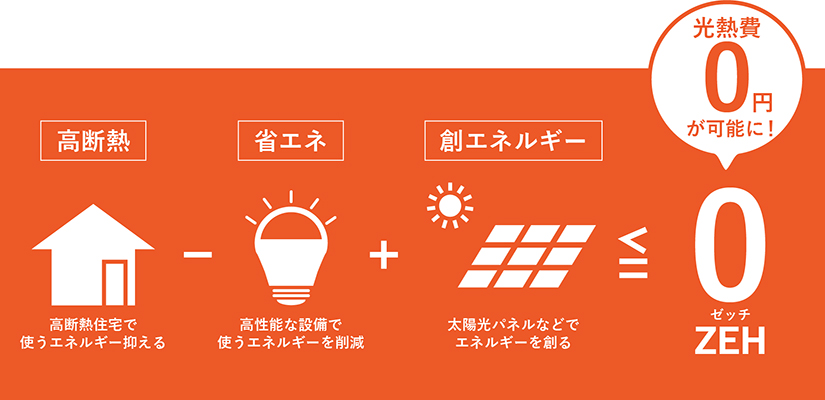 光熱費
0円
が可能に!
高断熱
省エネ
創エネルギー
− + ≦ 0
高断熱住宅で
使うエネルギー抑える
高性能な設備で
使うエネルギーを削減
太陽光パネルなどで
エネルギーを創る
ゼッチ
ZEH